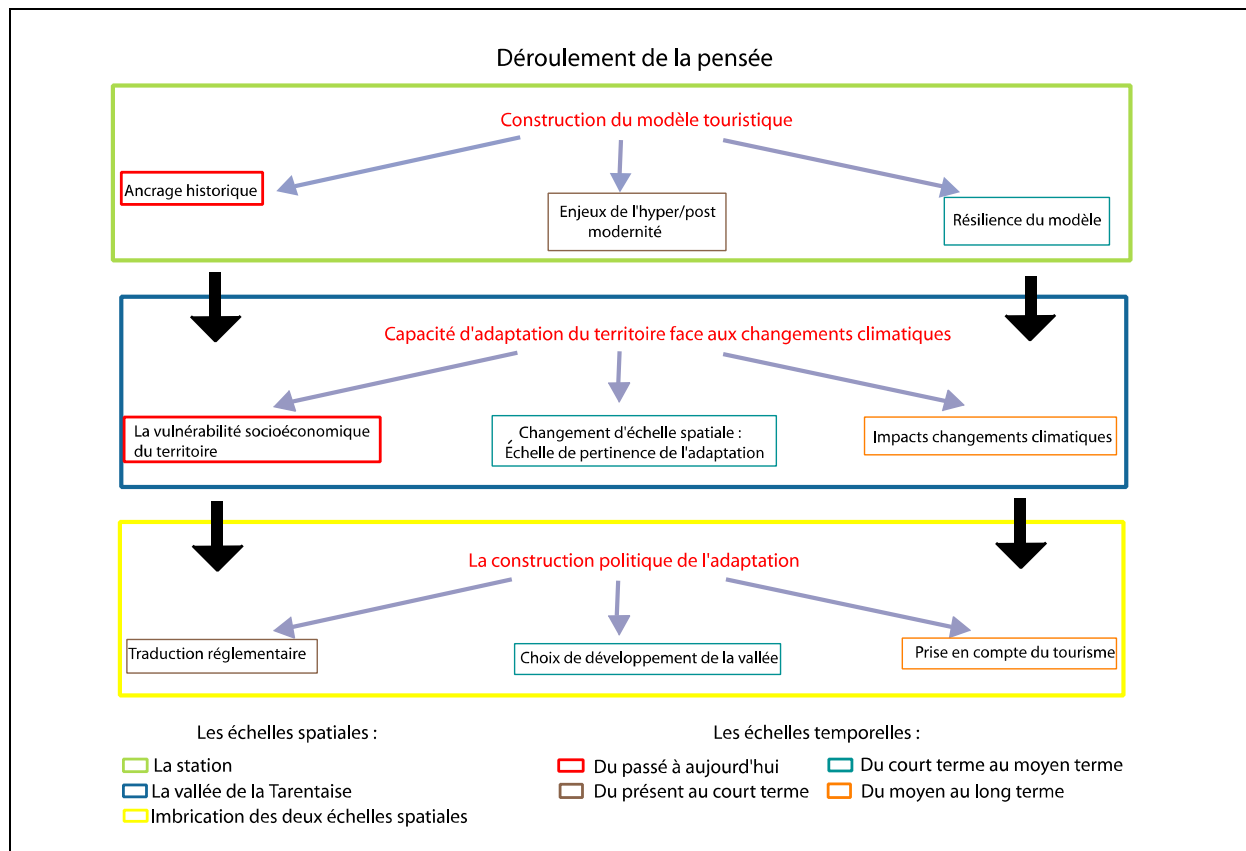 Déroulement de la pensée
Construction du modèle touristique
Ancrage historique
Enjeux de l'hyper/post
modernité
Résilience du modèle
Capacité d'adaptation du territoire face aux changements climatiques
La vulnérabilité socioéconomique
du territoire
Changement d'échelle spatiale :
Échelle de pertinence de l'adaptation
Impacts changements climatiques
La construction politique de l'adaptation
Traduction réglementaire
Choix de développement de la vallée
Prise en compte du tourisme
Les échelles spatiales :
La station
La vallée de la Tarentaise
Imbrication des deux échelles spatiales
Les échelles temporelles :
Du passé à aujourd'hui
Du présent au court terme
Du court terme au moyen terme
Du moyen au long terme